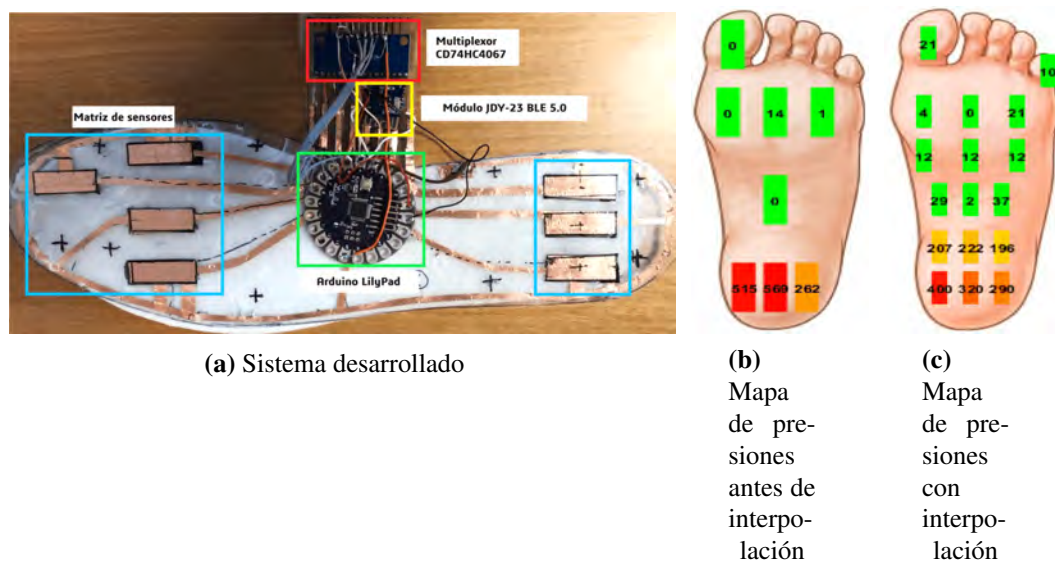 Multiplexor
CD74HC4067
Módulo JDY-23 BLE 5.0
Matriz de sensores
Arduino LilyPad
(a) Sistema desarrollado
0
0 14 1
0
515 569 262
(b)
Mapa
de pre-
siones
antes de
interpo-
lación
21
10
4 0 21
12 12 12
29 2 37
207 222 196
400 320 290
(c)
Mapa
de pre-
siones
con
interpo-
lación